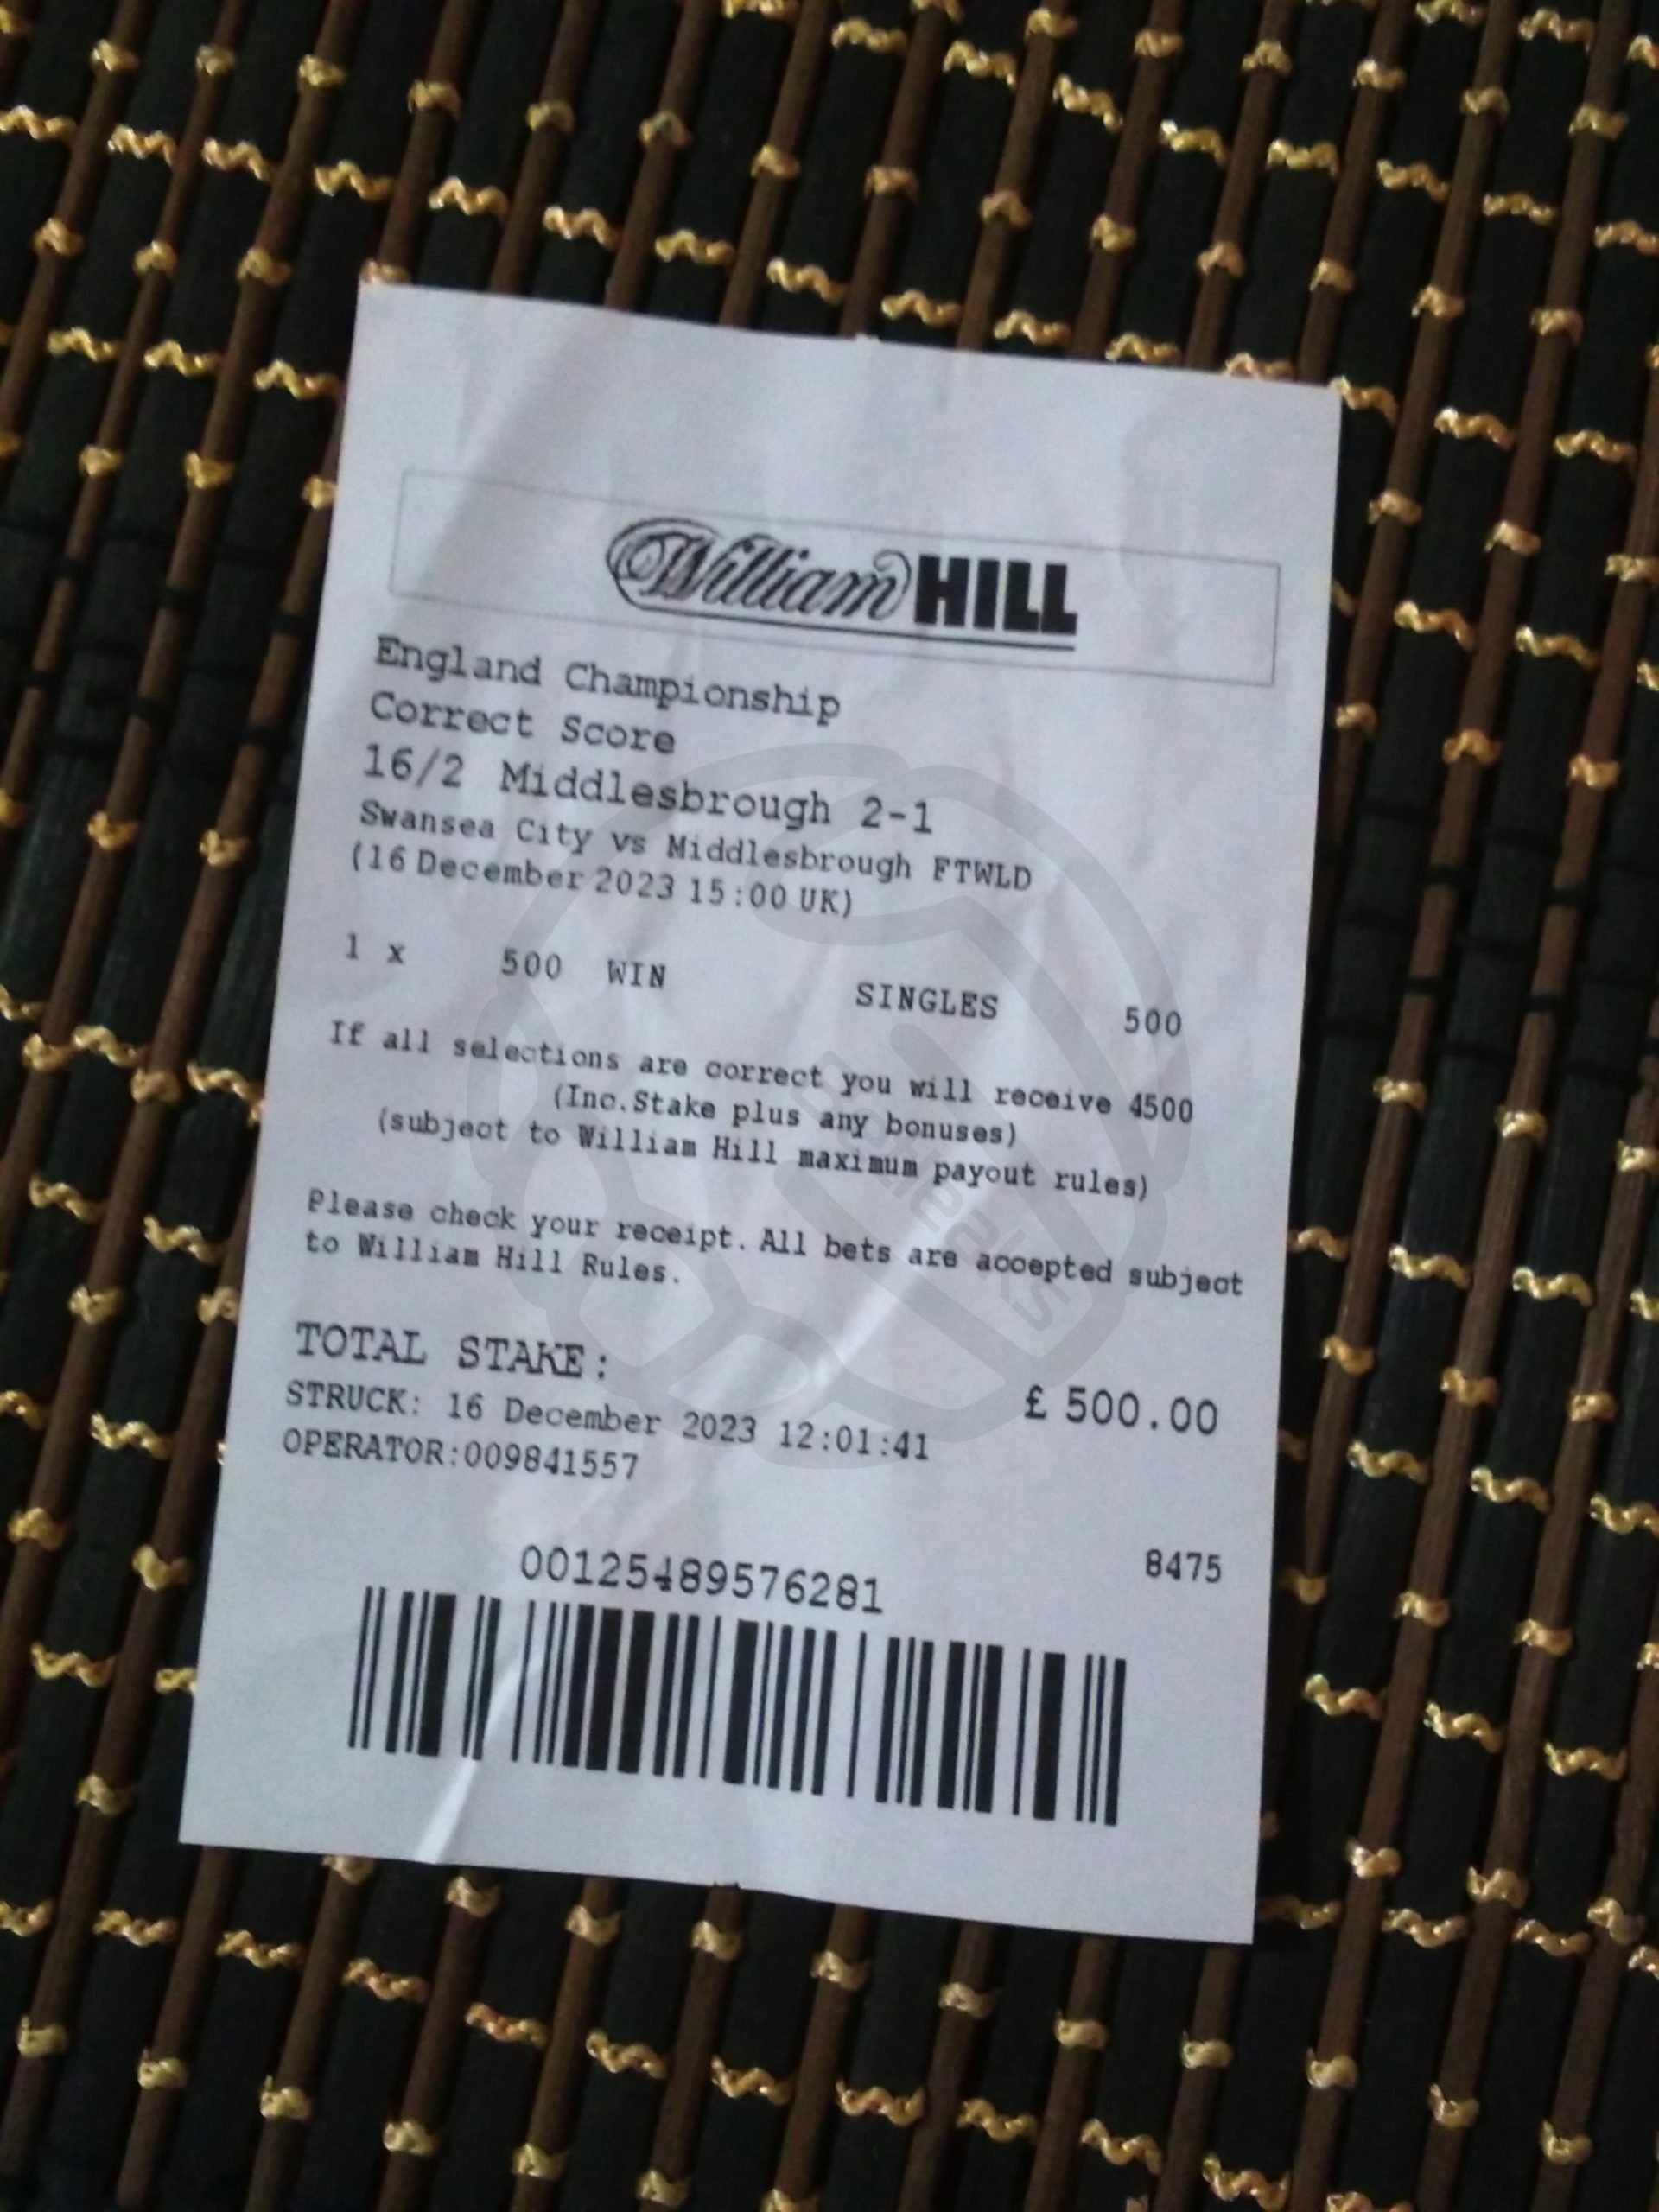 William HILL
England Championship
Correct Score
16/2 Middlesbrough 2-1
Swansea City vs Middlesbrough FTWLD
(16 December 2023 15:00 UK)
1 x 500 WIN SINGLES 500
If all selections are correct you will receive 4500
(Inc.Stake plus any bonuses)
(subject to William Hill maximum payout rules)
Please check your receipt. All bets are accepted subject
to William Hill Rules.
TOTAL STAKE: £ 500.00
STRUCK: 16 December 2023 12:01:41
OPERATOR:009841557
00125489576281 8475